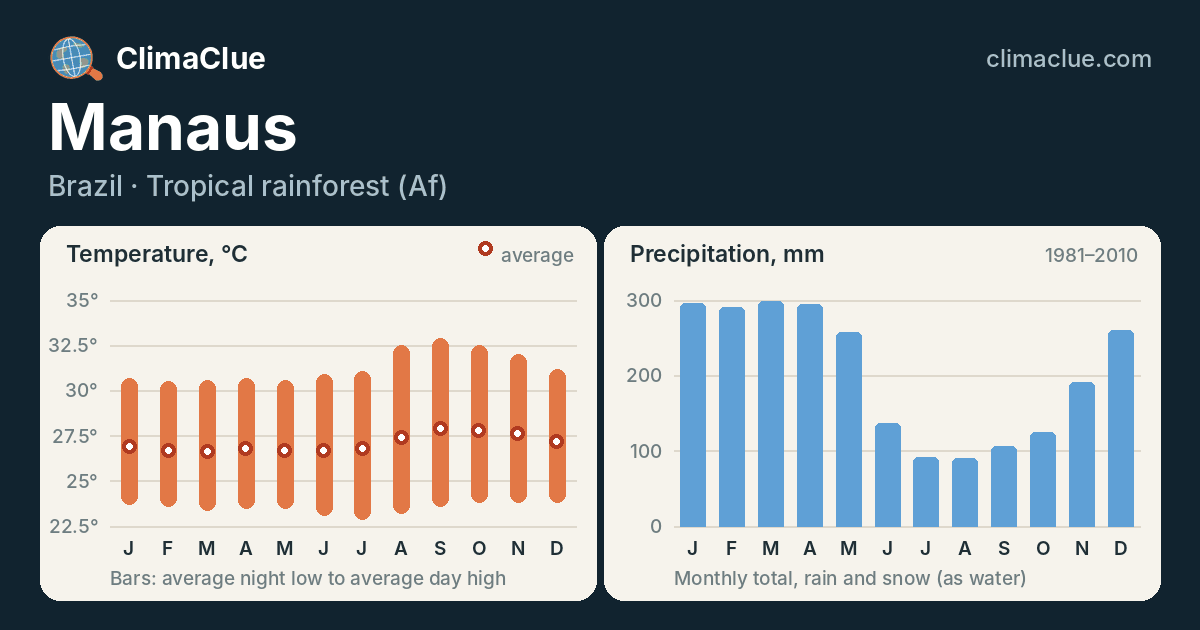 ClimaClue
climaclue.com
Manaus
Brazil · Tropical rainforest (Af)
Temperature, °C
average
35°
32.5°
30°
27.5°
25°
22.5°
J F M A M J J A S O N D
Bars: average night low to average day high
Precipitation, mm
1981–2010
300
200
100
0
J F M A M J J A S O N D
Monthly total, rain and snow (as water)